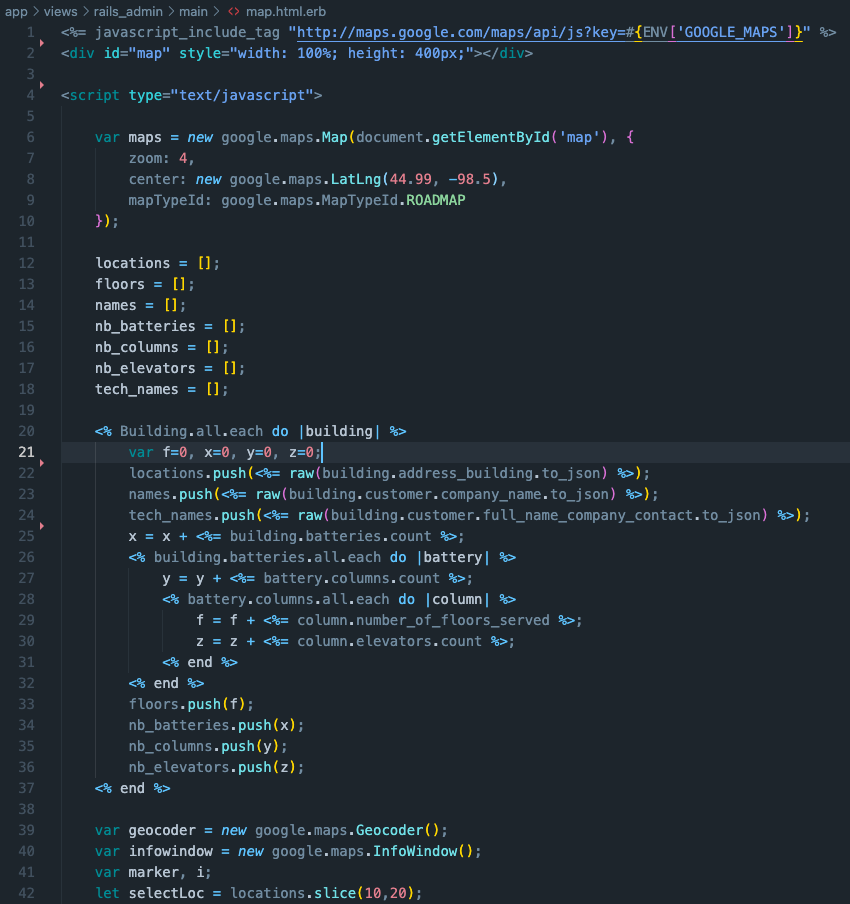 app > views > rails_admin > main > <> map.html.erb
1 <%= javascript_include_tag "http://maps.google.com/maps/api/js?key=#{ENV['GOOGLE_MAPS']}" %>
2 <div id="map" style="width: 100%; height: 400px;"></div>
3
4 <script type="text/javascript">
5
6     var maps = new google.maps.Map(document.getElementById('map'), {
7         zoom: 4,
8         center: new google.maps.LatLng(44.99, -98.5),
9         mapTypeId: google.maps.MapTypeId.ROADMAP
10     });
11
12     locations = [];
13     floors = [];
14     names = [];
15     nb_batteries = [];
16     nb_columns = [];
17     nb_elevators = [];
18     tech_names = [];
19
20     <% Building.all.each do |building| %>
21         var f=0, x=0, y=0, z=0;
22         locations.push(<%= raw(building.address_building.to_json) %>);
23         names.push(<%= raw(building.customer.company_name.to_json) %>);
24         tech_names.push(<%= raw(building.customer.full_name_company_contact.to_json) %>);
25         x = x + <%= building.batteries.count %>;
26         <% building.batteries.all.each do |battery| %>
27             y = y + <%= battery.columns.count %>;
28             <% battery.columns.all.each do |column| %>
29                 f = f + <%= column.number_of_floors_served %>;
30                 z = z + <%= column.elevators.count %>;
31             <% end %>
32         <% end %>
33         floors.push(f);
34         nb_batteries.push(x);
35         nb_columns.push(y);
36         nb_elevators.push(z);
37     <% end %>
38
39     var geocoder = new google.maps.Geocoder();
40     var infowindow = new google.maps.InfoWindow();
41     var marker, i;
42     let selectLoc = locations.slice(10,20);